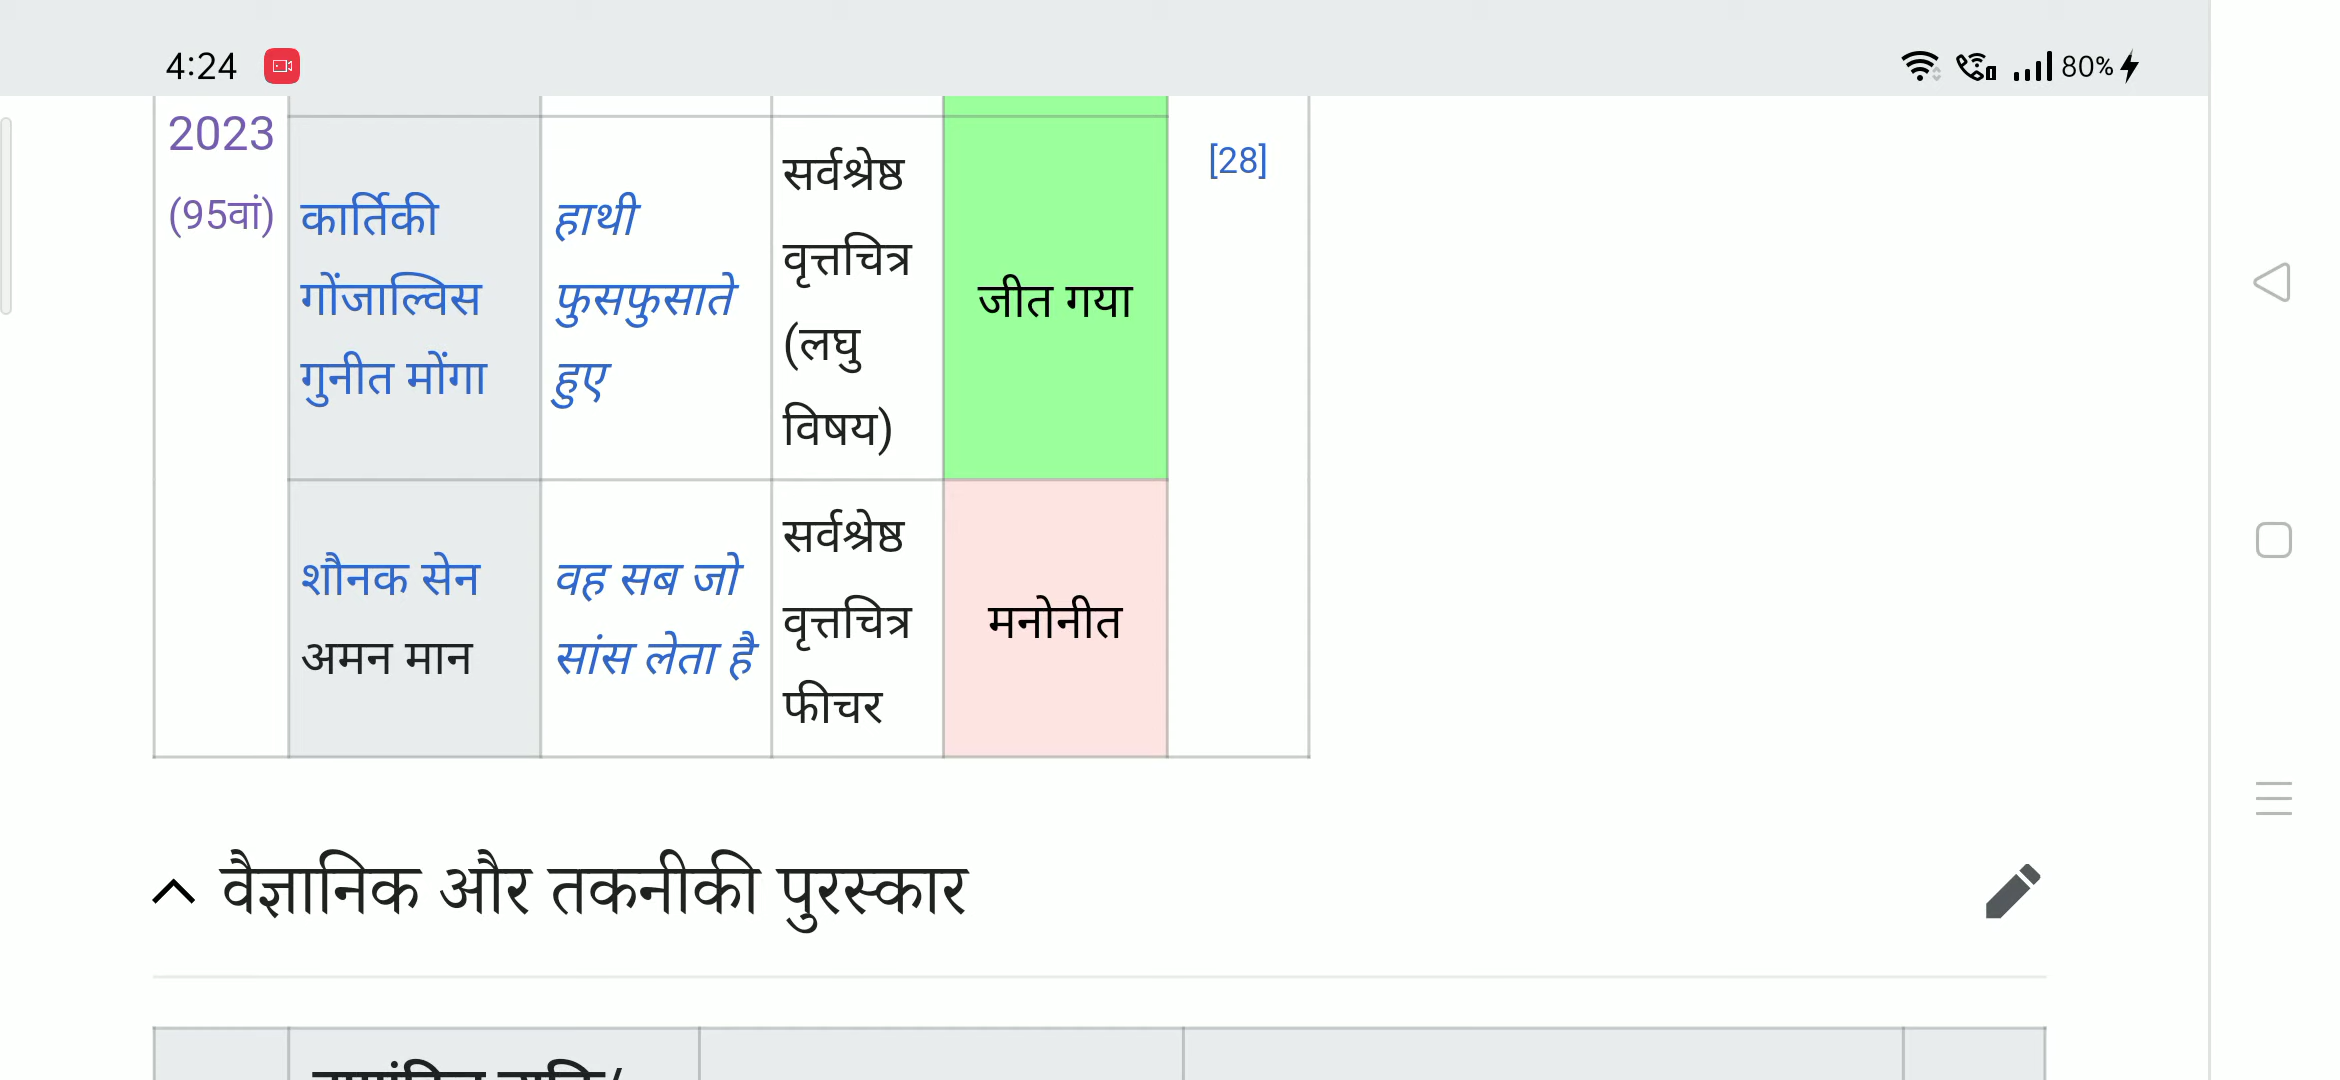 4:24
80%
2023
(95वां)
कार्तिकी
गोंजाल्विस
गुनीत मोंगा
हाथी
फुसफुसाते
हुए
सर्वश्रेष्ठ
वृत्तचित्र
(लघु
विषय)
जीत गया
[28]
शौनक सेन
अमन मान
वह सब जो
सांस लेता है
सर्वश्रेष्ठ
वृत्तचित्र
फीचर
मनोनीत
वैज्ञानिक और तकनीकी पुरस्कार